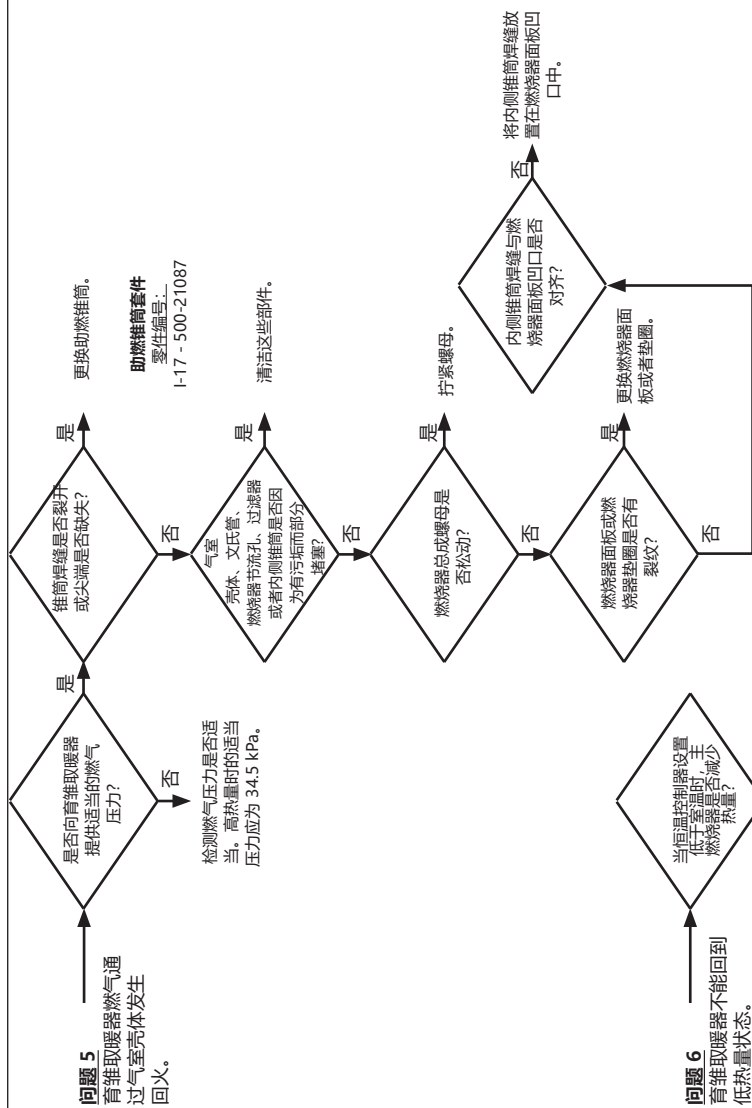 问题 5
育雏取暖器燃气通
过气室壳体发生
回火。
是否向育雏取暖器
提供适当的燃气
压力？
是
否
检测燃气压力是否适
当。高热量时的适当
压力应为 34.5 kPa。
锥筒焊缝是否裂开
或尖端是否缺失？
是
更换助燃锥筒。
助燃锥筒套件
零件编号：
I-17 - 500-21087
否
气室
壳体、文氏管、
燃烧器节流孔、过滤器
或者内侧锥筒是否因
为有污垢而部分
堵塞？
是
清洁这些部件。
否
燃烧器总成螺母是
否松动？
是
拧紧螺母。
否
燃烧器面板或燃
烧器垫圈是否有
裂纹？
是
更换燃烧器面
板或者垫圈。
否
内侧锥筒焊缝与燃
烧器面板凹口是否
对齐？
否
将内侧锥筒焊缝放
置在燃烧器面板凹
口中。
问题 6
育雏取暖器不能回到
低热量状态。
当恒温控制器设置
低于室温时，主
燃烧器是否减少
热量？